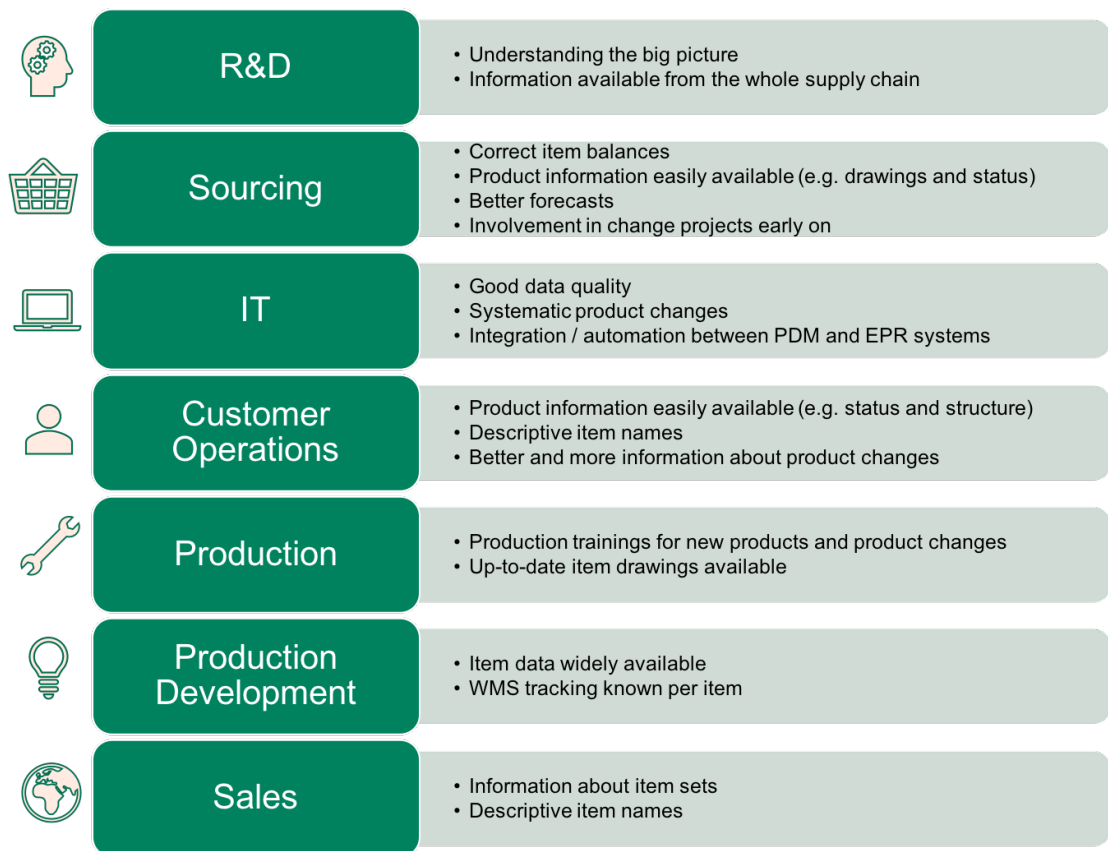 R&D
• Understanding the big picture
• Information available from the whole supply chain
Sourcing
• Correct item balances
• Product information easily available (e.g. drawings and status)
• Better forecasts
• Involvement in change projects early on
IT
• Good data quality
• Systematic product changes
• Integration / automation between PDM and EPR systems
Customer
Operations
• Product information easily available (e.g. status and structure)
• Descriptive item names
• Better and more information about product changes
Production
• Production trainings for new products and product changes
• Up-to-date item drawings available
Production
Development
• Item data widely available
• WMS tracking known per item
Sales
• Information about item sets
• Descriptive item names